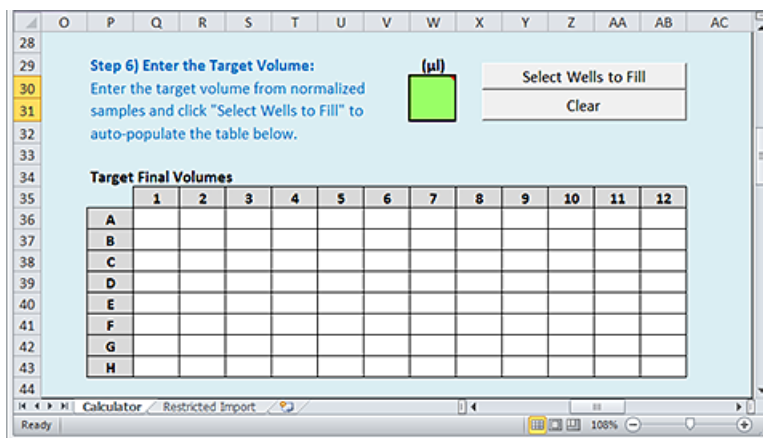 O P Q R S T U V W X Y Z AA AB AC
28
29 Step 6) Enter the Target Volume: (µl)
Select Wells to Fill
30 Enter the target volume from normalized
31 samples and click "Select Wells to Fill" to
Clear
32 auto-populate the table below.
33
34 Target Final Volumes
35 1 2 3 4 5 6 7 8 9 10 11 12
36 A
37 B
38 C
39 D
40 E
41 F
42 G
43 H
44
Calculator Restricted Import
Ready 108%